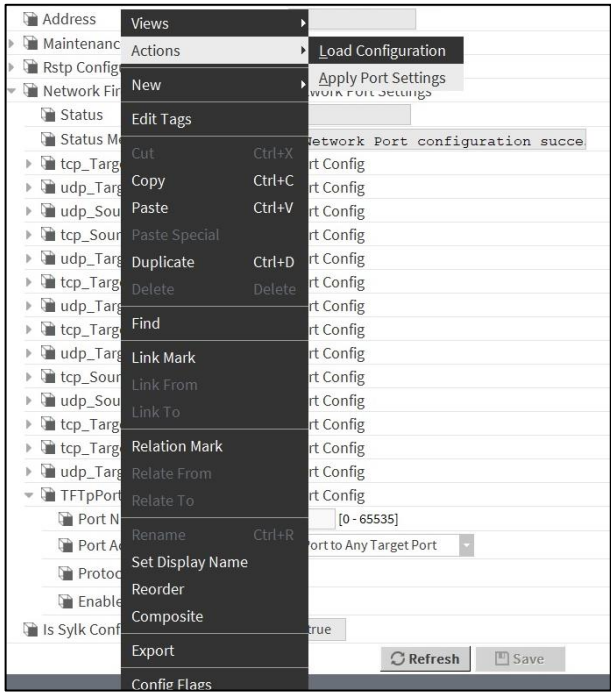 Address
Views
Maintenanc
Actions
Load Configuration
Rstp Config
Apply Port Settings
Network Fir
New
work Port Settings
Status
Edit Tags
Status Me
Network Port configuration succe
Cut Ctrl+X
tcp_Targ
rt Config
Copy Ctrl+C
udp_Targ
rt Config
Paste Ctrl+V
udp_Sou
rt Config
Paste Special
tcp_Sour
rt Config
Duplicate Ctrl+D
udp_Targ
rt Config
Delete Delete
tcp_Targ
rt Config
udp_Targ
rt Config
Find
tcp_Targ
rt Config
Link Mark
udp_Targ
rt Config
Link From
tcp_Sour
rt Config
Link To
udp_Sou
rt Config
tcp_Targ
rt Config
Relation Mark
tcp_Targ
rt Config
Relate From
udp_Targ
rt Config
Relate To
TFTpPort
rt Config
Port N
[0 - 65535]
Rename Ctrl+R
Port Ac
Port to Any Target Port
Set Display Name
Protoc
Reorder
Enable
Composite
Is Sylk Conf
true
Export
Refresh
Save
Config Flags